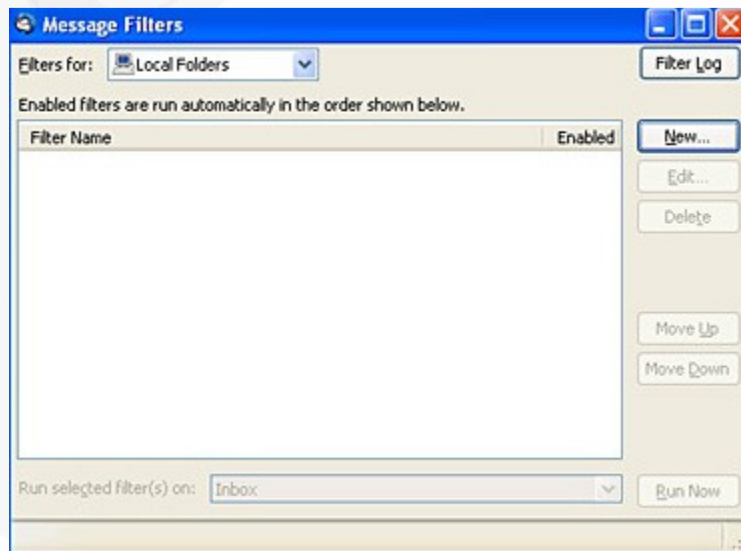 Message Filters
Filters for: Local Folders Filter Log
Enabled filters are run automatically in the order shown below.
Filter Name Enabled New...
Edit...
Delete
Move Up
Move Down
Run selected filter(s) on: Inbox Run Now